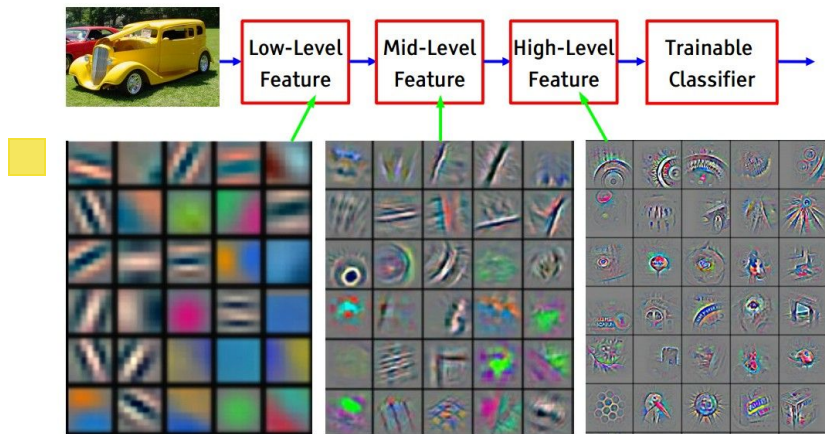 Low-Level
Feature
Mid-Level
Feature
High-Level
Feature
Trainable
Classifier